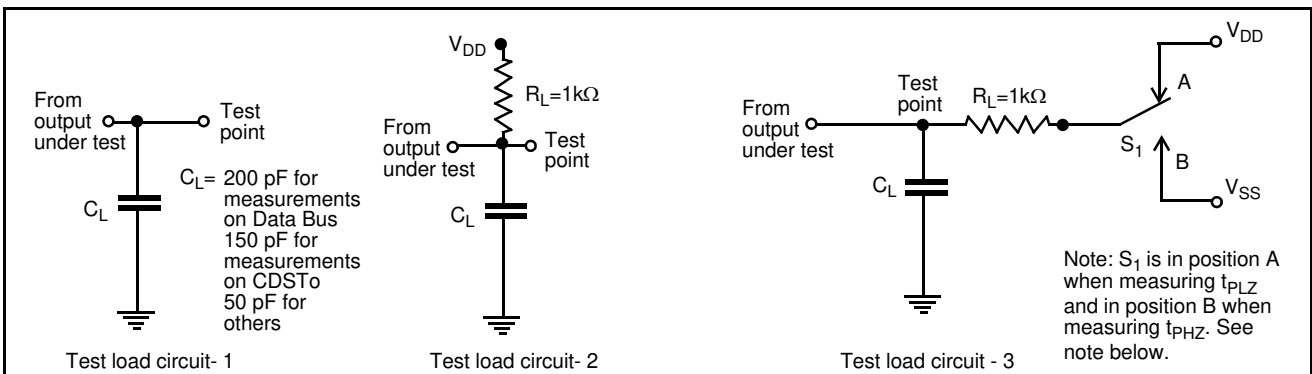 From
output
under test
Test
point
C_L
C_L= 200 pF for
measurements
on Data Bus
150 pF for
measurements
on CDSTo
50 pF for
others
Test load circuit- 1
V_DD
R_L=1kΩ
From
output
under test
Test
point
C_L
Test load circuit- 2
From
output
under test
Test
point
R_L=1kΩ
C_L
V_DD
A
S_1
B
V_SS
Test load circuit - 3
Note: S_1 is in position A
when measuring t_PLZ
and in position B when
measuring t_PHZ. See
note below.